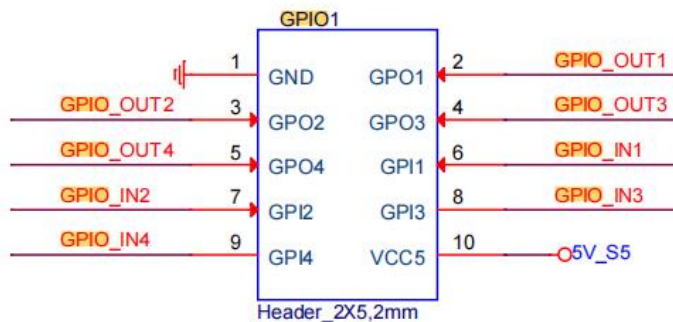 GPIO1
1 GND GPO1 2 GPIO_OUT1
GPIO_OUT2 3 GPO2 GPO3 4 GPIO_OUT3
GPIO_OUT4 5 GPO4 GPI1 6 GPIO_IN1
GPIO_IN2 7 GPI2 GPI3 8 GPIO_IN3
GPIO_IN4 9 GPI4 VCC5 10 5V_S5
Header_2X5,2mm